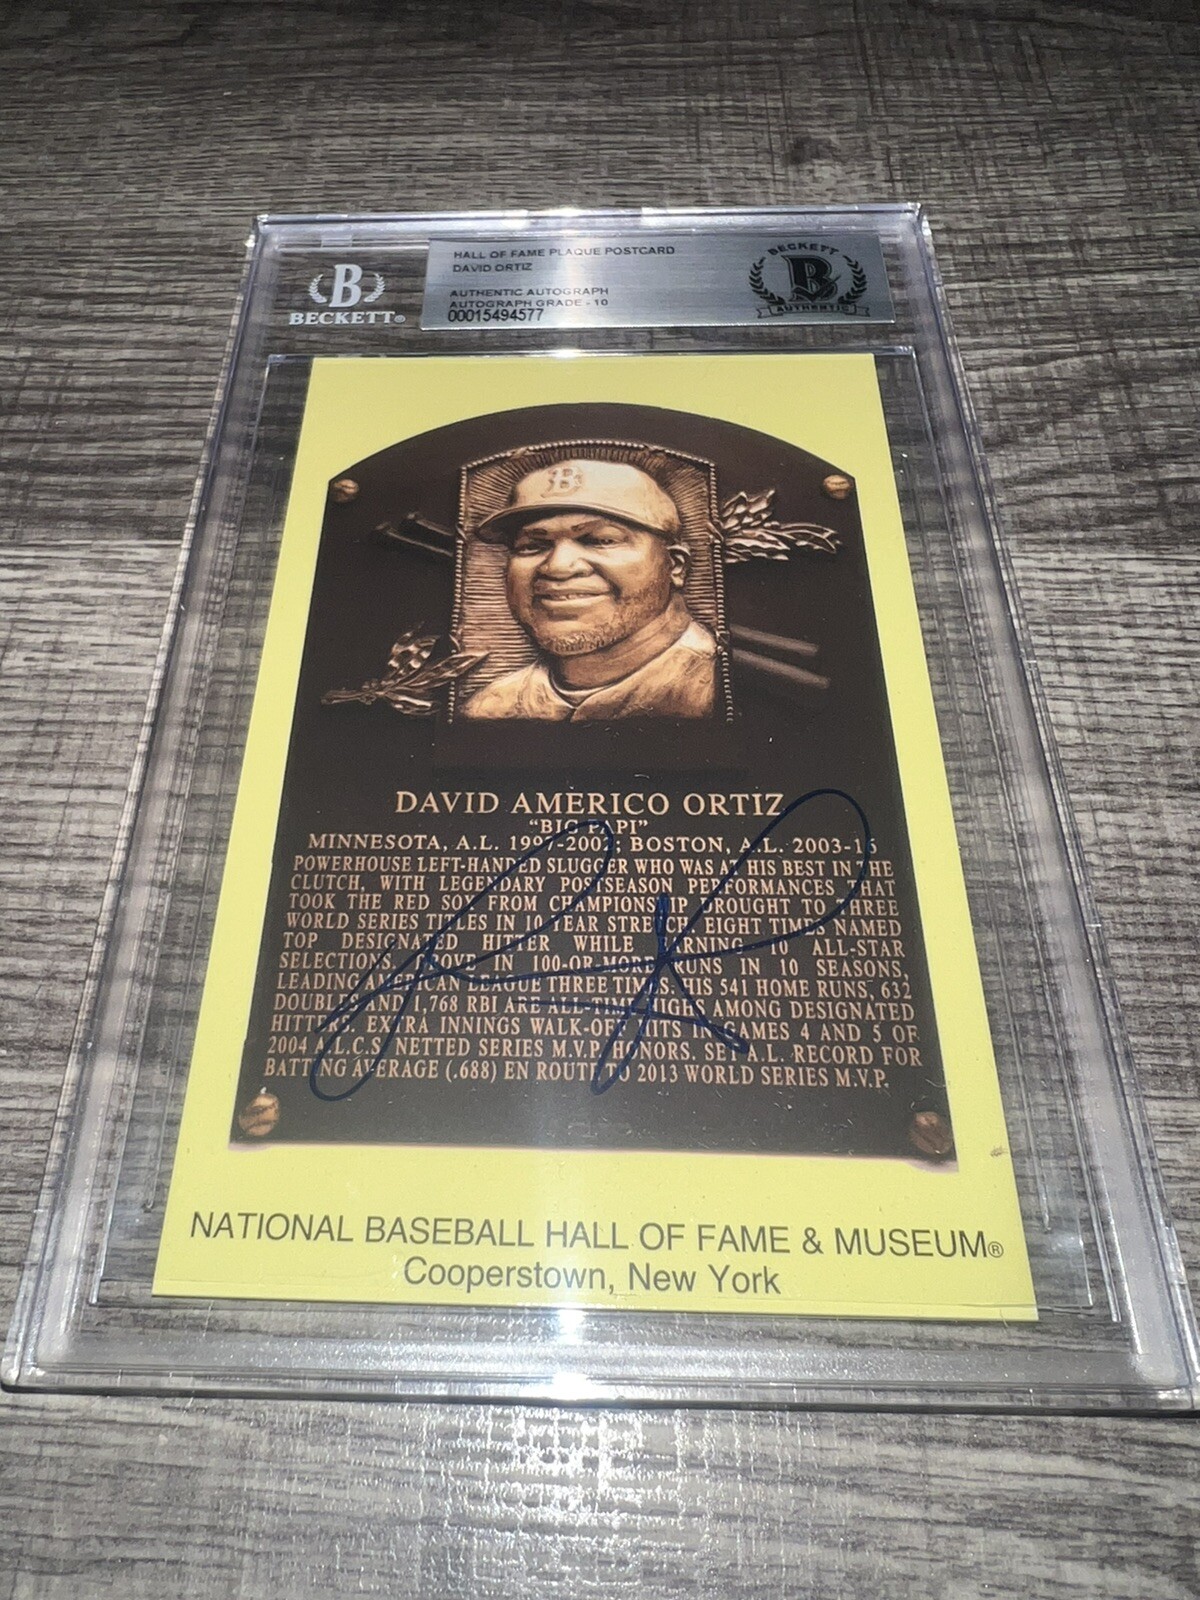 HALL OF FAME PLAQUE POSTCARD
DAVID ORTIZ
AUTHENTIC AUTOGRAPH
AUTOGRAPH GRADE - 10
00015494577
B
BECKETT®
BECKETT
B
AUTHENTIC
B
DAVID AMERICO ORTIZ
“BIG PAPI”
MINNESOTA, A.L. 1997-2002; BOSTON, A.L. 2003-16
POWERHOUSE LEFT-HANDED SLUGGER WHO WAS AT HIS BEST IN THE
CLUTCH, WITH LEGENDARY POSTSEASON PERFORMANCES THAT
TOOK THE RED SOX FROM CHAMPIONSHIP DROUGHT TO THREE
WORLD SERIES TITLES IN 10 YEAR STRETCH. EIGHT TIMES NAMED
TOP DESIGNATED HITTER WHILE EARNING 10 ALL-STAR
SELECTIONS. DROVE IN 100-OR-MORE RUNS IN 10 SEASONS,
LEADING AMERICAN LEAGUE THREE TIMES. HIS 541 HOME RUNS, 632
DOUBLES AND 1,768 RBI ARE ALL-TIME HIGHS AMONG DESIGNATED
HITTERS. EXTRA INNINGS WALK-OFF HITS IN GAMES 4 AND 5 OF
2004 A.L.C.S. NETTED SERIES M.V.P. HONORS. SET A.L. RECORD FOR
BATTING AVERAGE (.688) EN ROUTE TO 2013 WORLD SERIES M.V.P.
NATIONAL BASEBALL HALL OF FAME & MUSEUM®
Cooperstown, New York